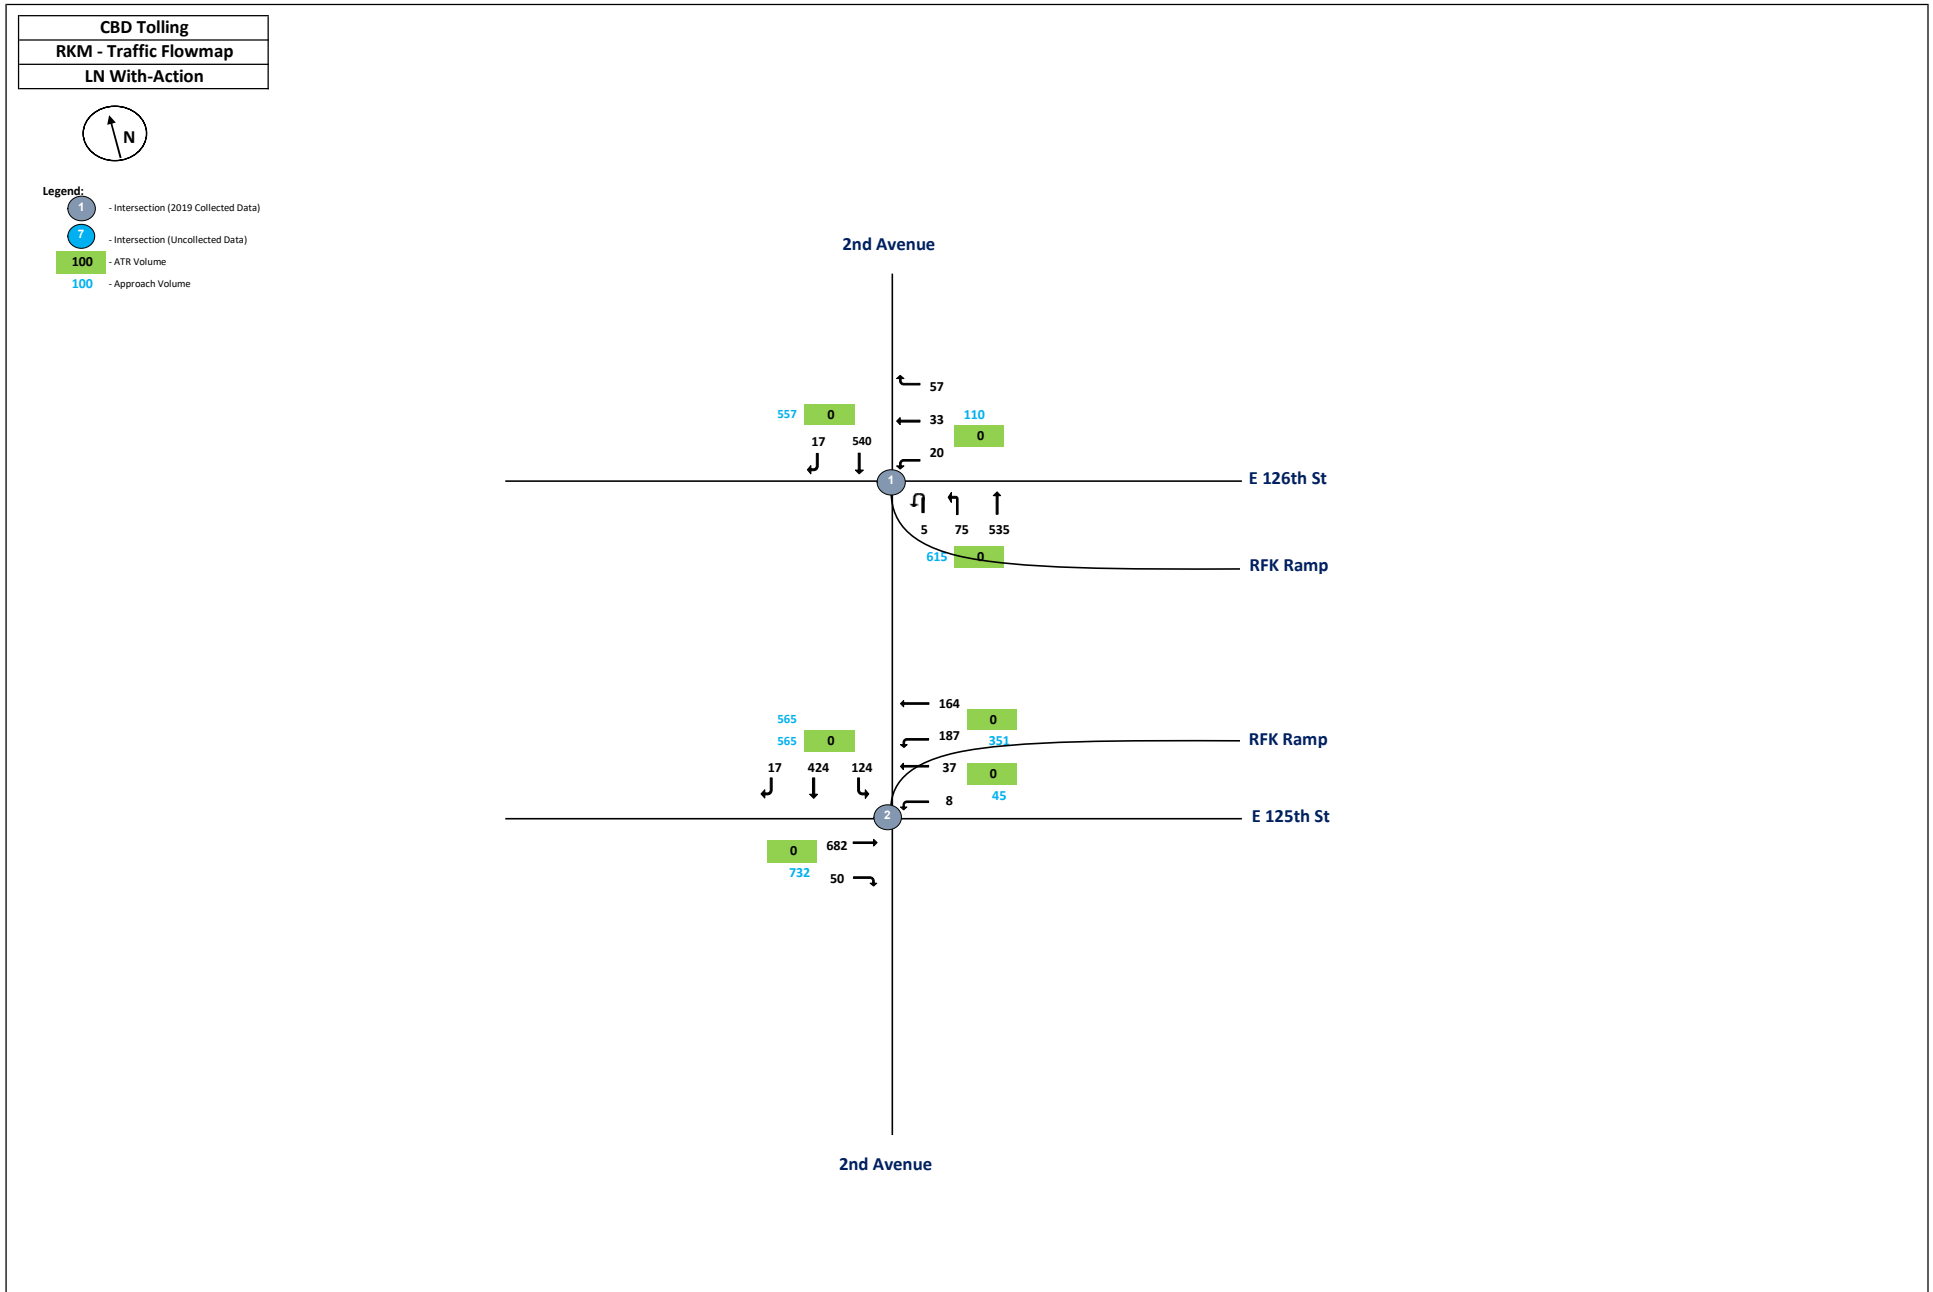 CBD Tolling
RKM - Traffic Flowmap
LN With-Action
N
Legend:
1 - Intersection (2019 Collected Data)
7 - Intersection (Uncollected Data)
100 - ATR Volume
100 - Approach Volume
2nd Avenue
57
557 0
33 110
0
17 540
20
1
E 126th St
5 75 535
615 0
RFK Ramp
164
565 0
565 0
187 351
RFK Ramp
17 424 124
37 0
8 45
2
E 125th St
0 682
732
50
2nd Avenue